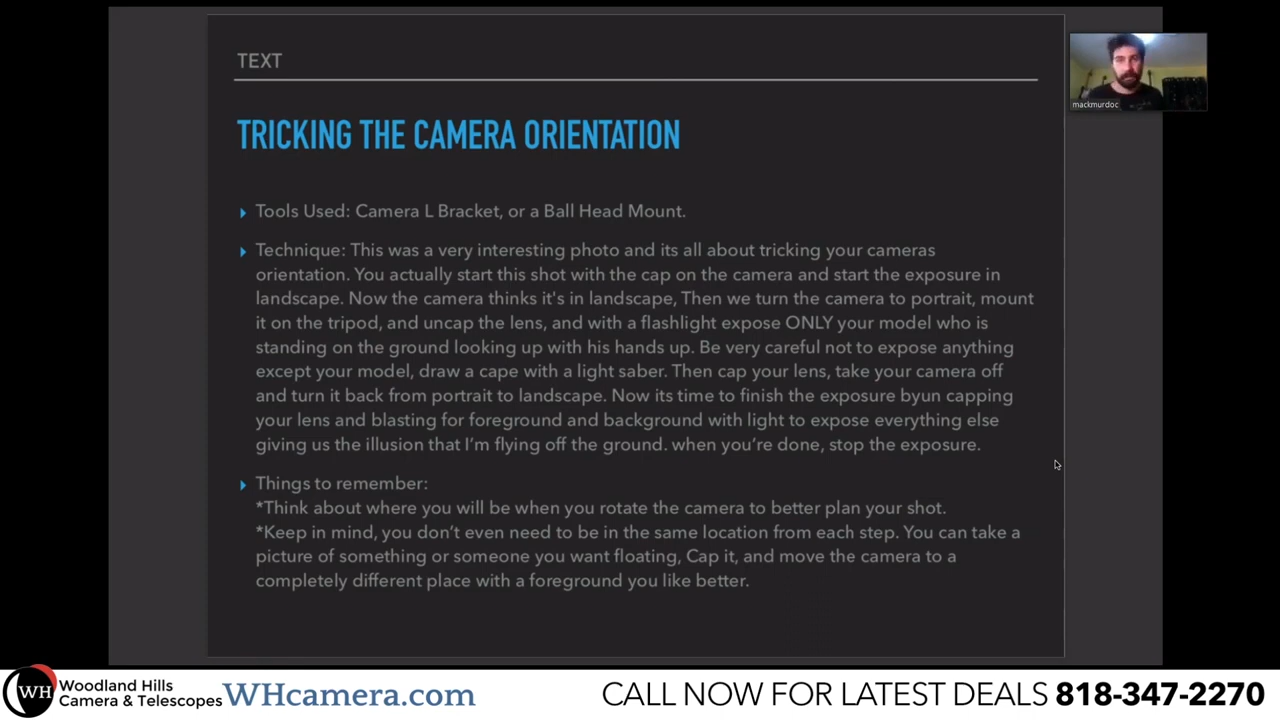 TEXT
mackmurdoc
TRICKING THE CAMERA ORIENTATION
Tools Used: Camera L Bracket, or a Ball Head Mount.
Technique: This was a very interesting photo and its all about tricking your cameras
orientation. You actually start this shot with the cap on the camera and start the exposure in
landscape. Now the camera thinks it's in landscape, Then we turn the camera to portrait, mount
it on the tripod, and uncap the lens, and with a flashlight expose ONLY your model who is
standing on the ground looking up with his hands up. Be very careful not to expose anything
except your model, draw a cape with a light saber. Then cap your lens, take your camera off
and turn it back from portrait to landscape. Now its time to finish the exposure byun capping
your lens and blasting for foreground and background with light to expose everything else
giving us the illusion that I'm flying off the ground. when you're done, stop the exposure.
Things to remember:
*Think about where you will be when you rotate the camera to better plan your shot.
*Keep in mind, you don't even need to be in the same location from each step. You can take a
picture of something or someone you want floating, Cap it, and move the camera to a
completely different place with a foreground you like better.
WH
Woodland Hills
Camera & Telescopes
WHcamera.com
CALL NOW FOR LATEST DEALS 818-347-2270